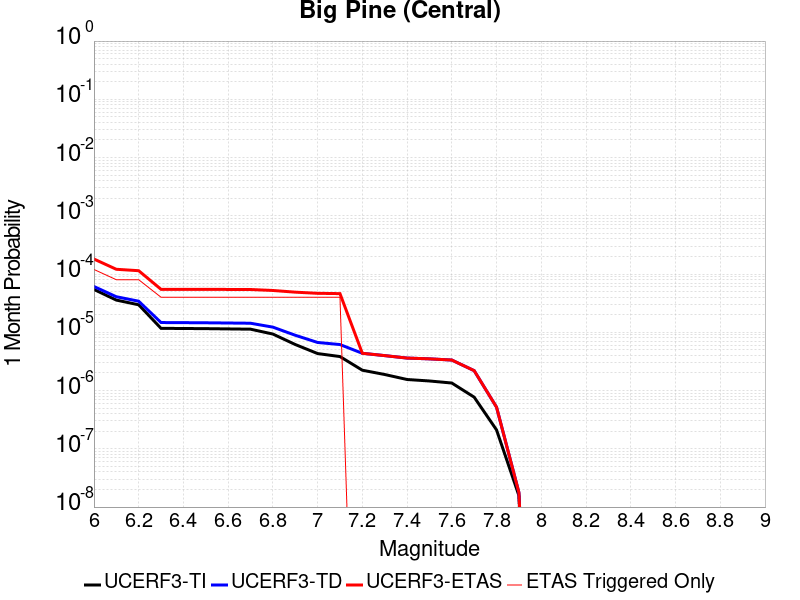 Big Pine (Central)
10^0
10^-1
10^-2
10^-3
10^-4
10^-5
10^-6
10^-7
10^-8
1 Month Probability
6 6.2 6.4 6.6 6.8 7 7.2 7.4 7.6 7.8 8 8.2 8.4 8.6 8.8 9
Magnitude
UCERF3-TI UCERF3-TD UCERF3-ETAS ETAS Triggered Only